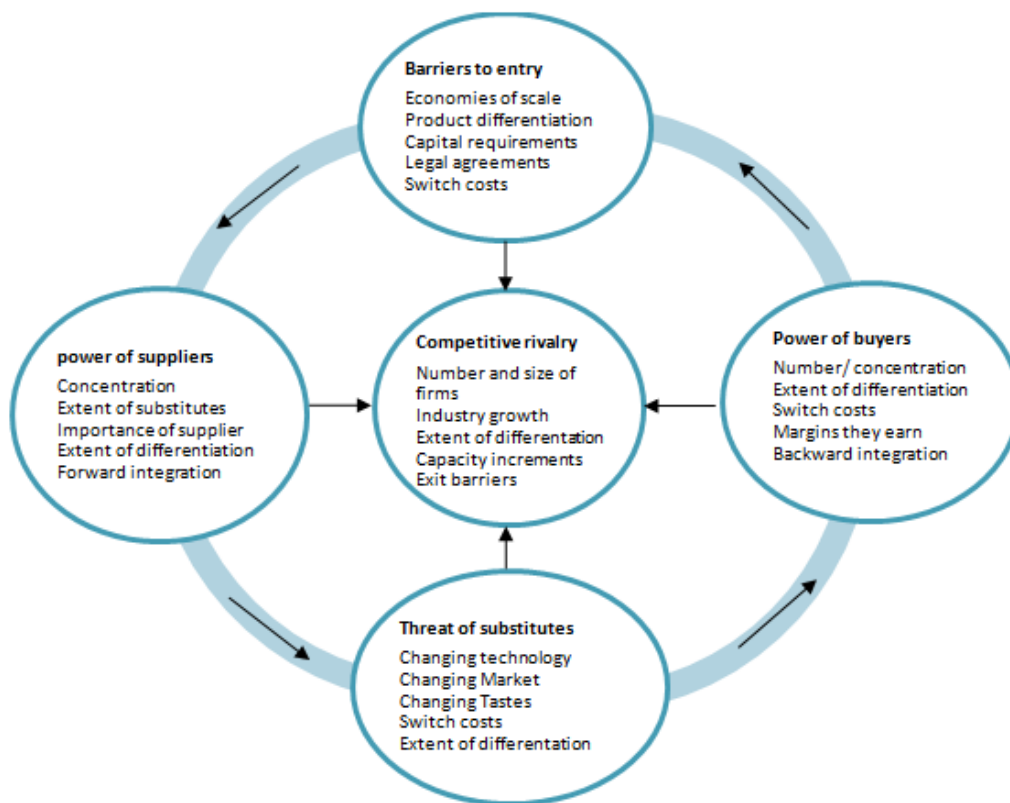 Barriers to entry
Economies of scale
Product differentiation
Capital requirements
Legal agreements
Switch costs
power of suppliers
Concentration
Extent of substitutes
Importance of supplier
Extent of differentiation
Forward integration
Competitive rivalry
Number and size of
firms
Industry growth
Extent of differentation
Capacity increments
Exit barriers
Power of buyers
Number/ concentration
Extent of differentiation
Switch costs
Margins they earn
Backward integration
Threat of substitutes
Changing technology
Changing Market
Changing Tastes
Switch costs
Extent of differentation